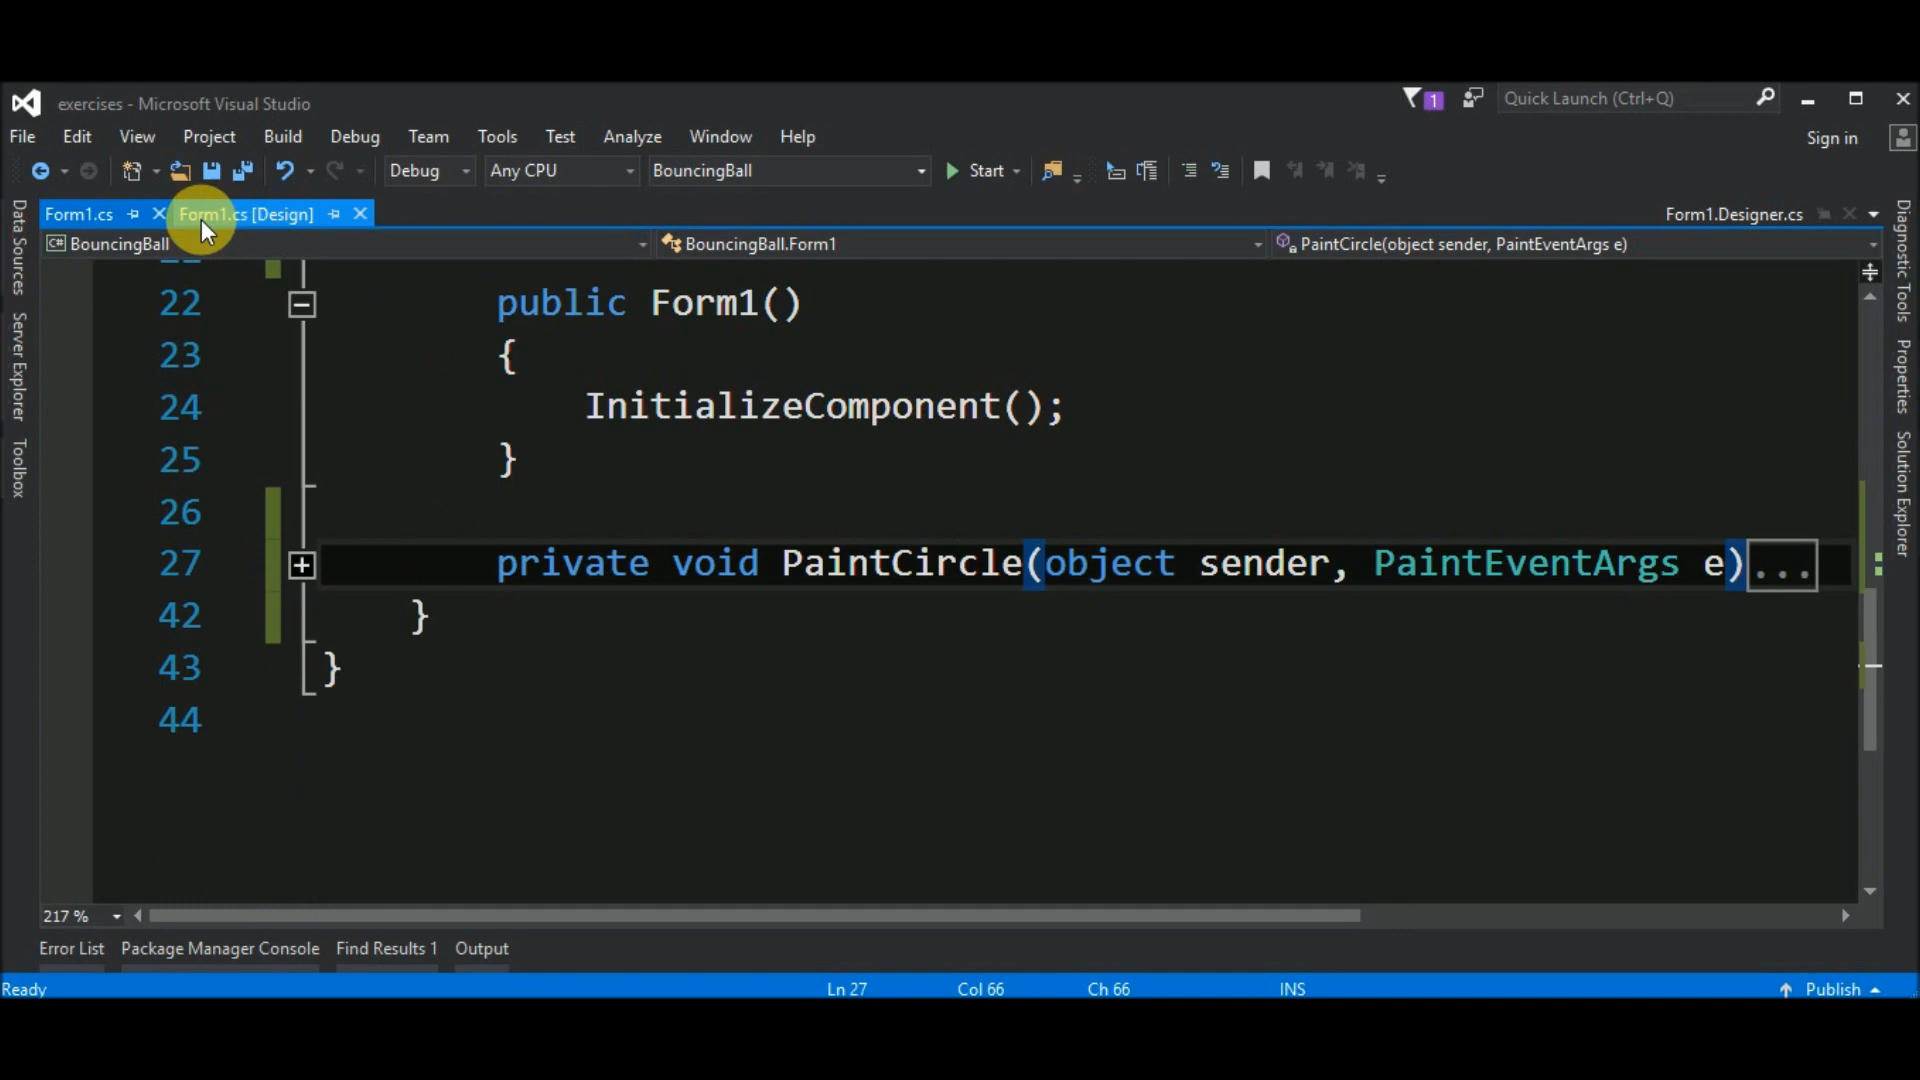 exercises - Microsoft Visual Studio
1
Quick Launch (Ctrl+Q)
File Edit View Project Build Debug Team Tools Test Analyze Window Help
Sign in
Debug Any CPU BouncingBall Start
Form1.cs Form1.cs [Design] Form1.Designer.cs
C# BouncingBall BouncingBall.Form1 PaintCircle(object sender, PaintEventArgs e)
Data Sources
Server Explorer
Toolbox
22 public Form1()
23 {
24 InitializeComponent();
25 }
26
27 private void PaintCircle(object sender, PaintEventArgs e)...
42 }
43 }
44
Diagnostic Tools
Properties
Solution Explorer
217 %
Error List Package Manager Console Find Results 1 Output
Ready Ln 27 Col 66 Ch 66 INS Publish